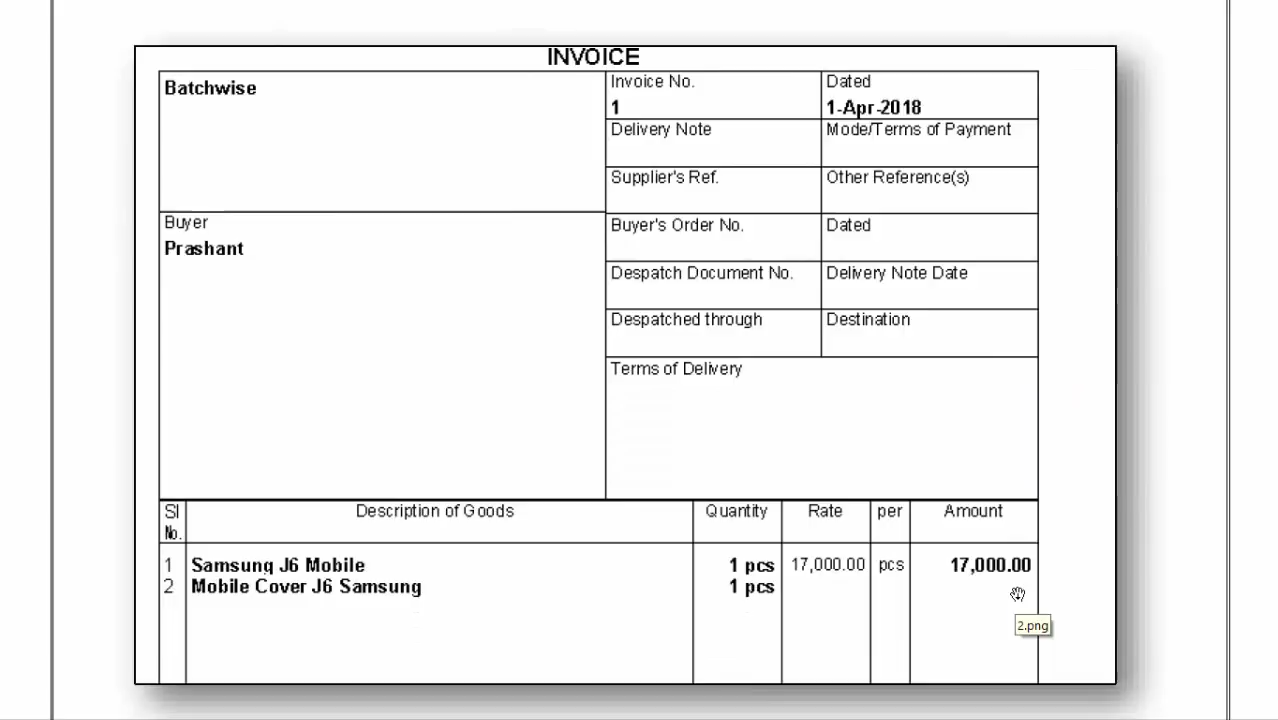 INVOICE
Batchwise
Invoice No.
1
Dated
1-Apr-2018
Delivery Note
Mode/Terms of Payment
Supplier's Ref.
Other Reference(s)
Buyer
Prashant
Buyer's Order No.
Dated
Despatch Document No.
Delivery Note Date
Despatched through
Destination
Terms of Delivery
Sl No. Description of Goods Quantity Rate per Amount
1 Samsung J6 Mobile 1 pcs 17,000.00 pcs 17,000.00
2 Mobile Cover J6 Samsung 1 pcs
2.png